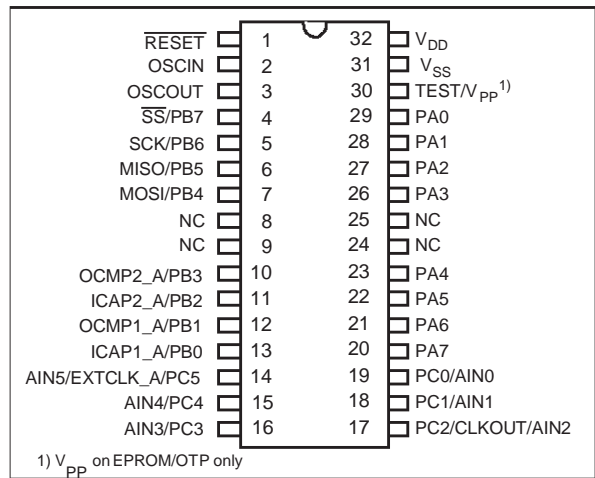 RESET 1 32 VDD
OSCIN 2 31 VSS
OSCOUT 3 30 TEST/VPP1)
SS/PB7 4 29 PA0
SCK/PB6 5 28 PA1
MISO/PB5 6 27 PA2
MOSI/PB4 7 26 PA3
NC 8 25 NC
NC 9 24 NC
OCMP2_A/PB3 10 23 PA4
ICAP2_A/PB2 11 22 PA5
OCMP1_A/PB1 12 21 PA6
ICAP1_A/PB0 13 20 PA7
AIN5/EXTCLK_A/PC5 14 19 PC0/AIN0
AIN4/PC4 15 18 PC1/AIN1
AIN3/PC3 16 17 PC2/CLKOUT/AIN2
1) VPP on EPROM/OTP only